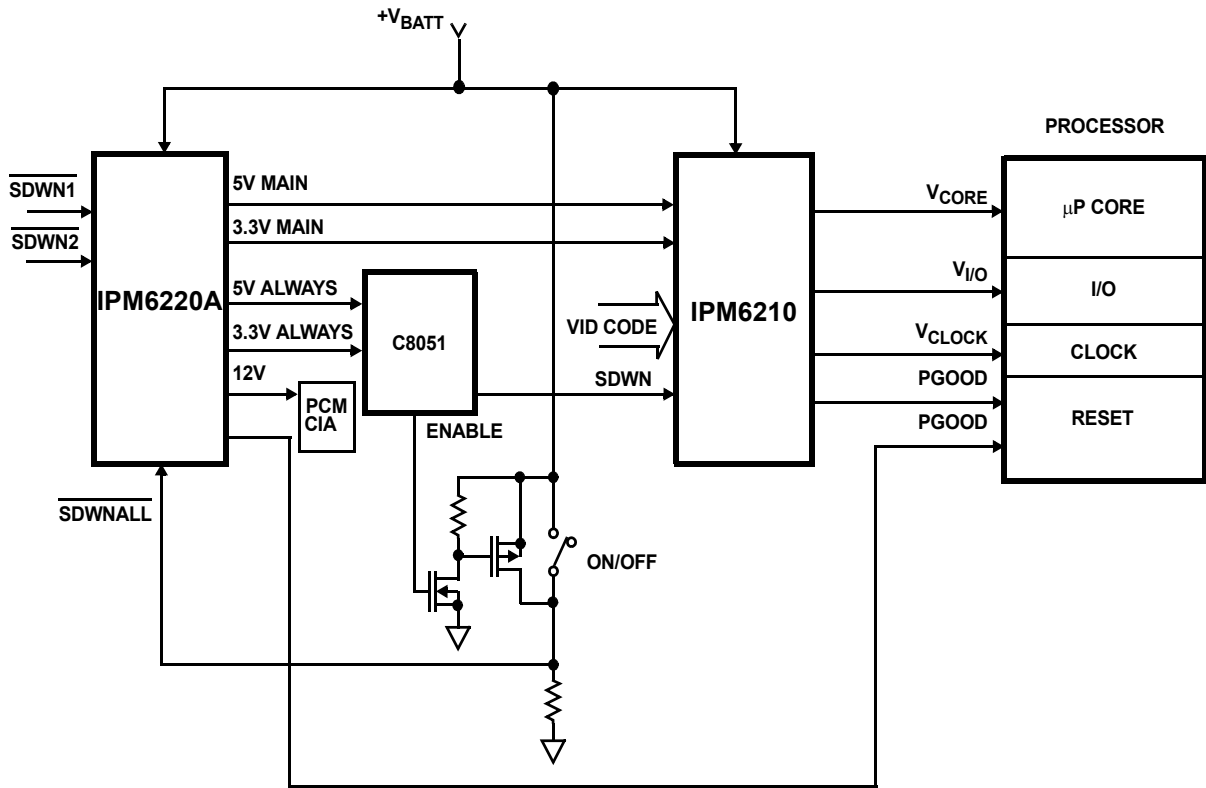 +VBATT
PROCESSOR
SDWN1
SDWN2
IPM6220A
5V MAIN
3.3V MAIN
5V ALWAYS
3.3V ALWAYS
12V
PCM
CIA
C8051
ENABLE
SDWN
VID CODE
IPM6210
VCORE
VI/O
VCLOCK
PGOOD
PGOOD
μP CORE
I/O
CLOCK
RESET
SDWNALL
ON/OFF